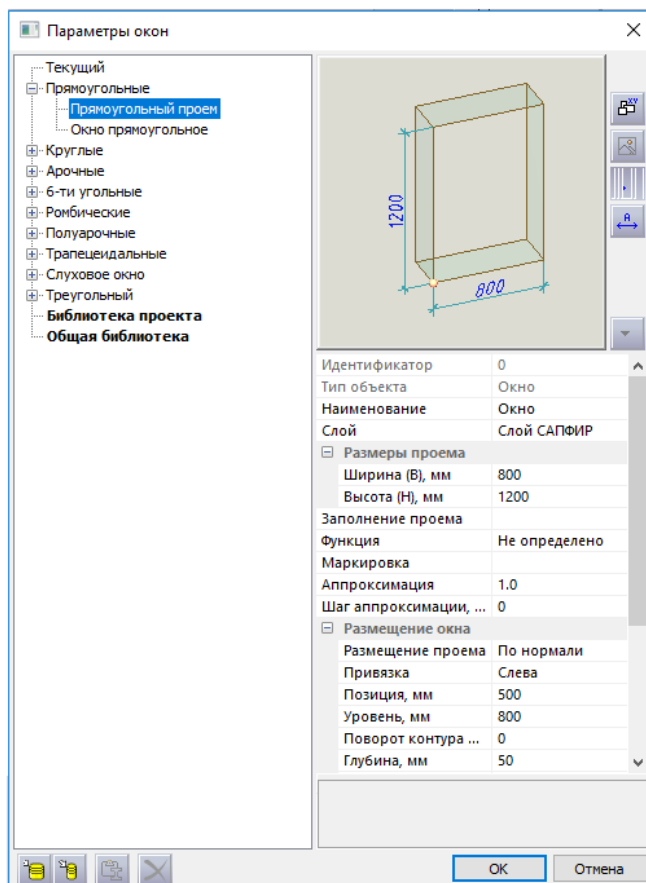 Параметры окон
Текущий
Прямоугольные
Прямоугольный проем
Окно прямоугольное
Круглые
Арочные
6-ти угольные
Ромбические
Полуарочные
Трапецеидальные
Слуховое окно
Треугольный
Библиотека проекта
Общая библиотека
1200
800
xy
A
Идентификатор 0
Тип объекта Окно
Наименование Окно
Слой Слой САПФИР
Размеры проема
Ширина (B), мм 800
Высота (H), мм 1200
Заполнение проема
Функция Не определено
Маркировка
Аппроксимация 1.0
Шаг аппроксимации, ... 0
Размещение окна
Размещение проема По нормали
Привязка Слева
Позиция, мм 500
Уровень, мм 800
Поворот контура ... 0
Глубина, мм 50
ОК Отмена